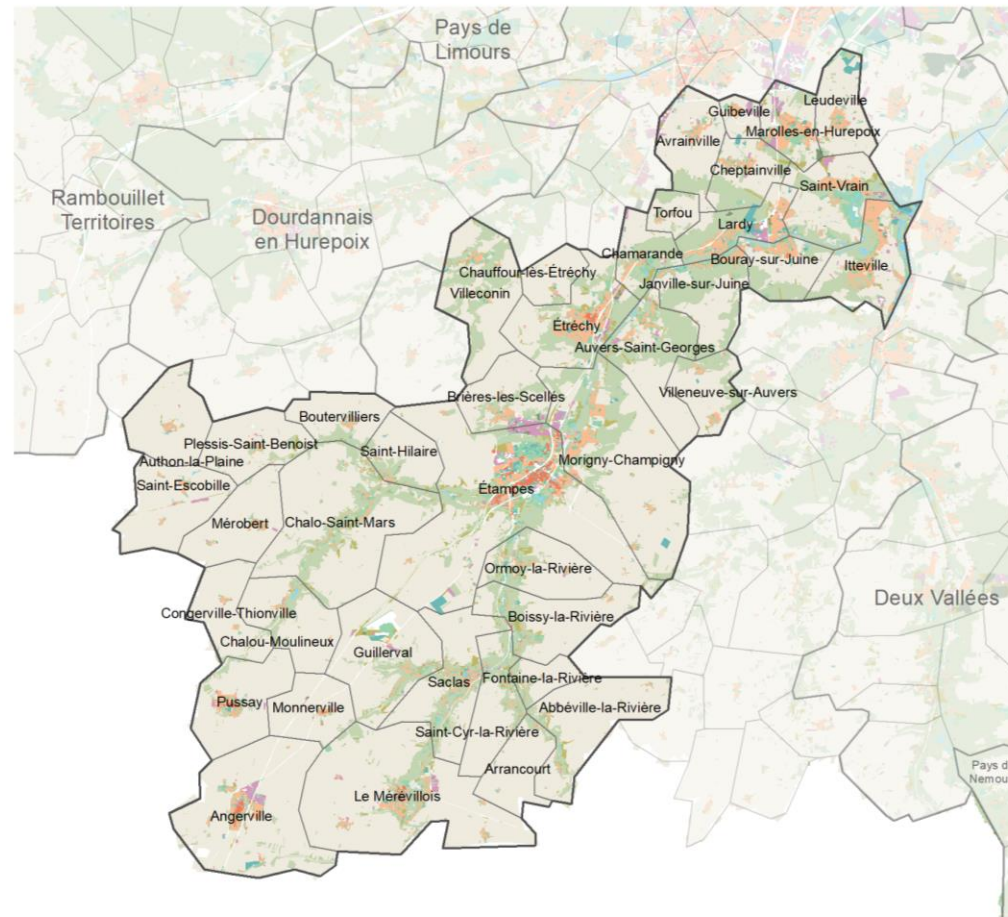 Pays de
Limours
Leudeville
Guibeville
Marolles-en-Hurepoix
Avrainville
Cheptainville
Saint-Vrain
Rambouillet
Territoires
Dourdannais
en Hurepoix
Torfou
Lardy
Chamarande
Bouray-sur-Juine
Itteville
Chauffour-lès-Étréchy
Janville-sur-Juine
Villeconin
Étréchy
Auvers-Saint-Georges
Brières-les-Scellés
Villeneuve-sur-Auvers
Boutervilliers
Plessis-Saint-Benoist
Saint-Hilaire
Authon-la-Plaine
Morigny-Champigny
Saint-Escobille
Étampes
Mérobert
Chalo-Saint-Mars
Ormoy-la-Rivière
Deux Vallées
Congerville-Thionville
Boissy-la-Rivière
Chalou-Moulineux
Guillerval
Saclas
Fontaine-la-Rivière
Pussay
Monnerville
Abbéville-la-Rivière
Saint-Cyr-la-Rivière
Arrancourt
Pays d
Nemou
Le Mérévillois
Angerville